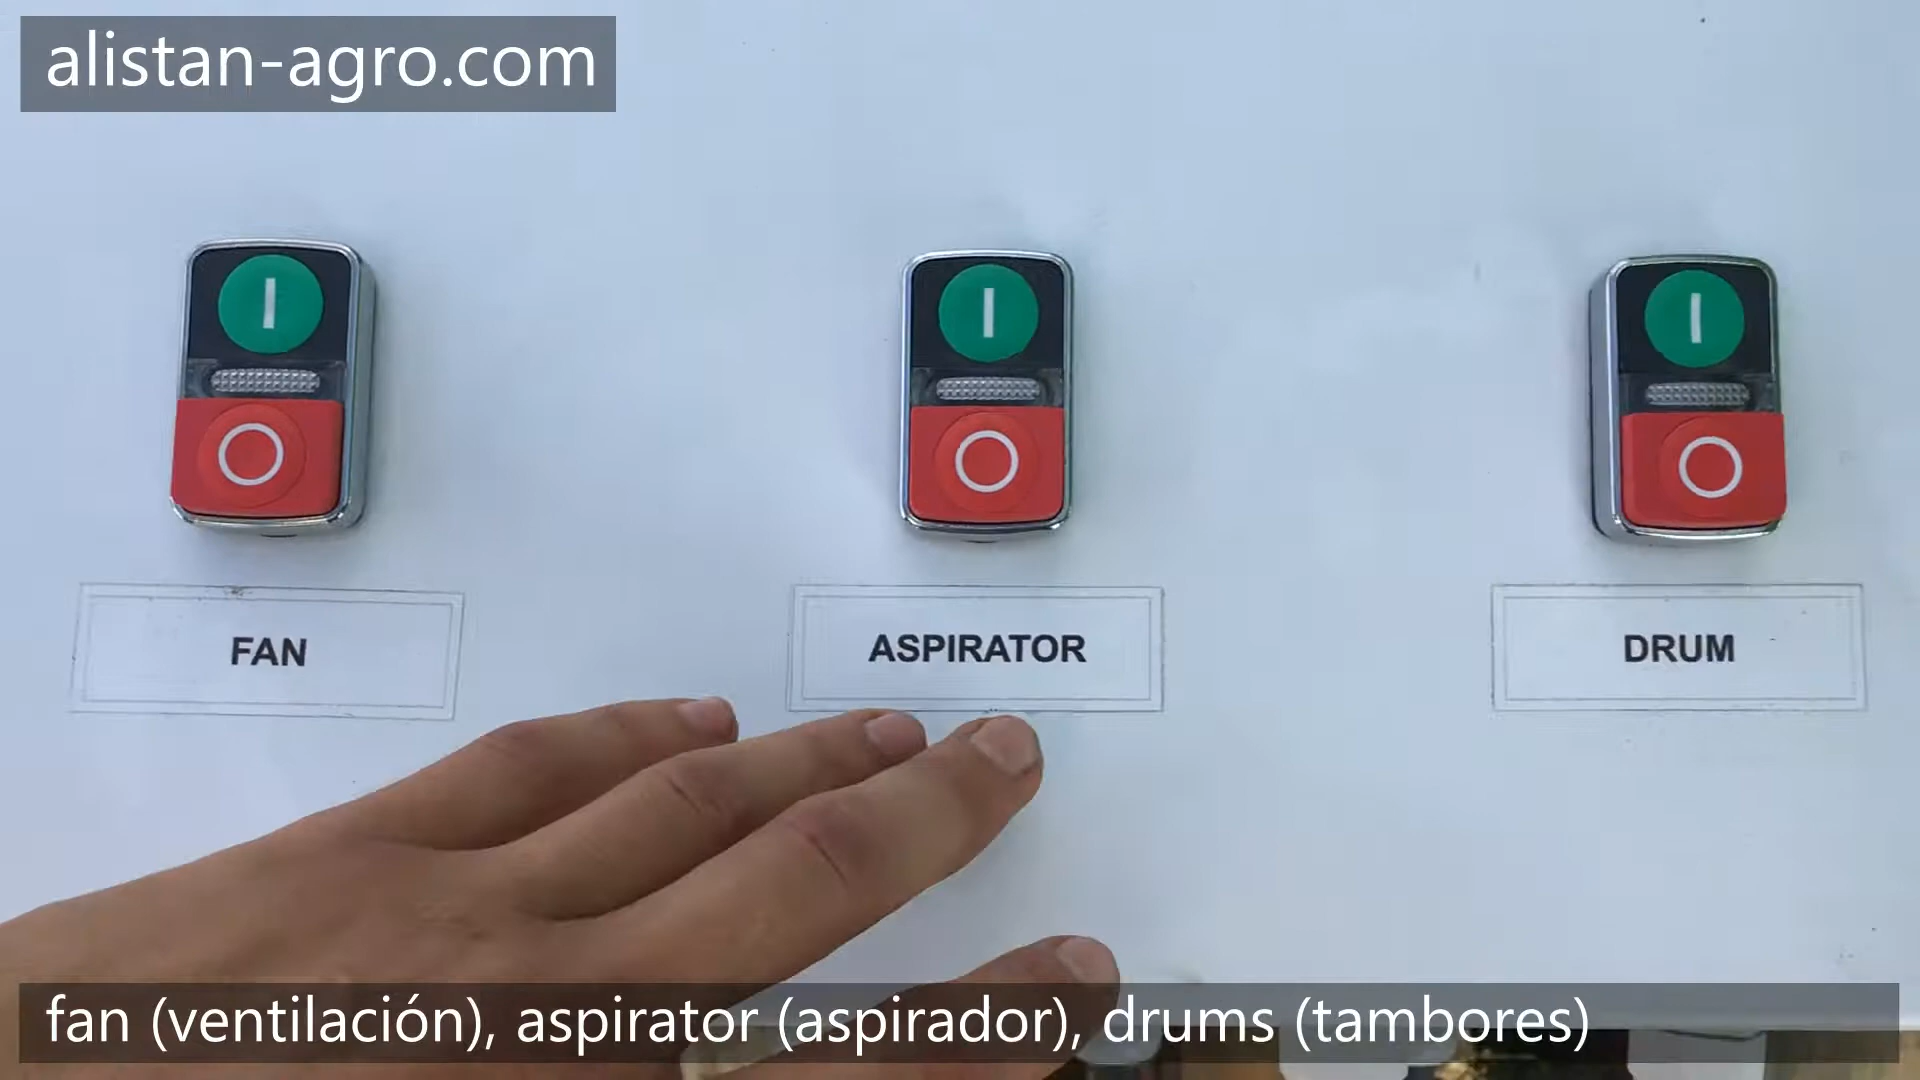 alistan-agro.com
FAN
ASPIRATOR
DRUM
fan (ventilación), aspirator (aspirador), drums (tambores)